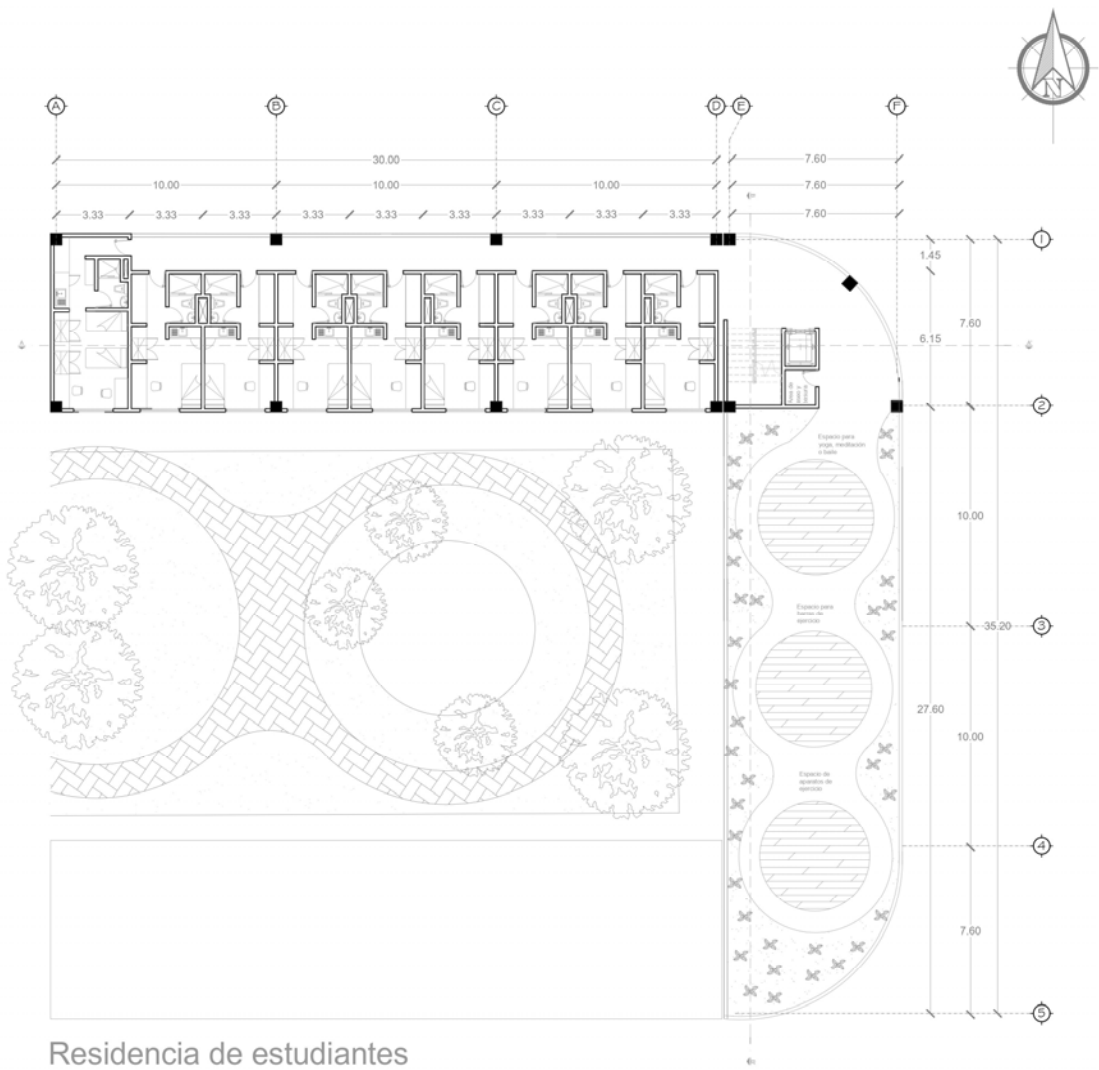 N
A
B
C
D
E
F
30.00
7.60
10.00
10.00
10.00
7.60
3.33
3.33
3.33
3.33
3.33
3.33
3.33
3.33
3.33
7.60
1
1.45
7.60
6.15
2
Espacio para
yoga, meditación
o baile
10.00
Espacio para
ejercicio
3
35.20
27.60
10.00
Espacio de
aparatos de
ejercicio
4
7.60
5
Residencia de estudiantes